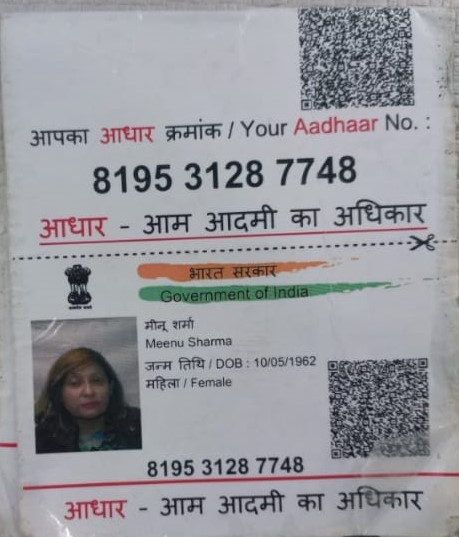 आपका आधार क्रमांक / Your Aadhaar No. :
8195 3128 7748
आधार - आम आदमी का अधिकार
भारत सरकार
Government of India
मीनू शर्मा
Meenu Sharma
जन्म तिथि / DOB : 10/05/1962
महिला / Female
8195 3128 7748
आधार - आम आदमी का अधिकार